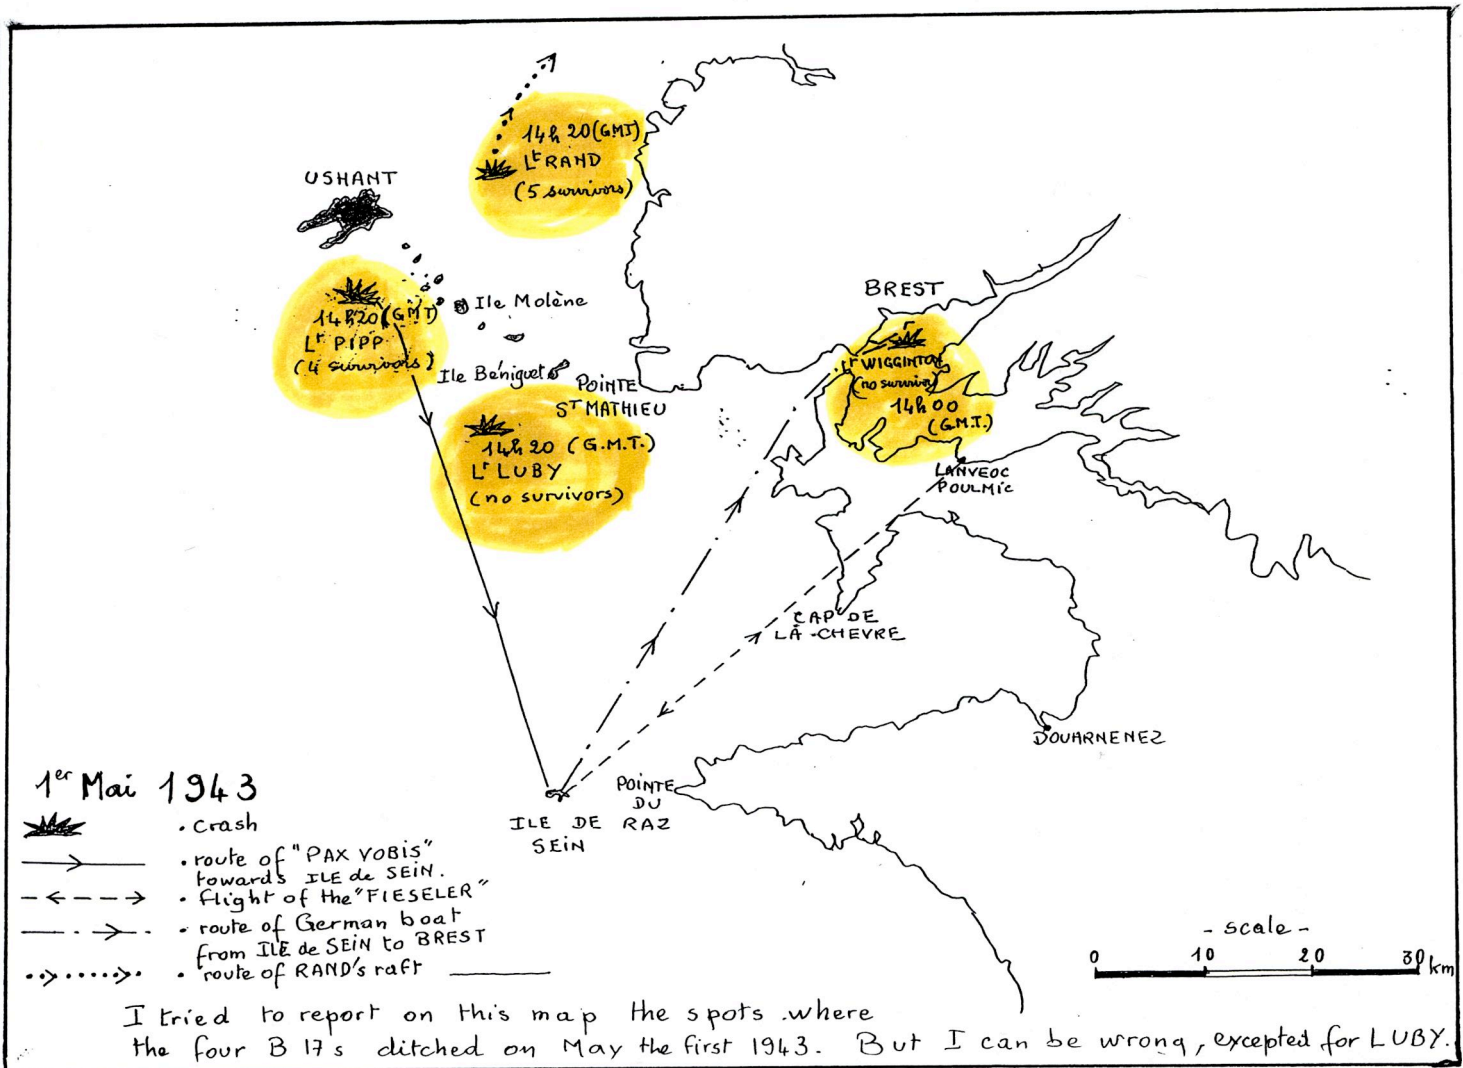 14h 20 (GMT)
Lt RAND
(5 survivors)
USHANT
14h20 (GMT)
Lt PIPP
(4 survivors)
Ile Molène
Ile Béniguet
POINTE
ST MATHIEU
14h 20 (G.M.T.)
Lt LUBY
(no survivors)
BREST
Lt WIGGINTON
(no survivor)
14h00
(G.M.T.)
LANVEOC
POULMIC
CAP DE
LA CHEVRE
DOUARNENEZ
POINTE
DU
RAZ
ILE DE
SEIN
1er Mai 1943
• crash
• route of "PAX VOBIS"
towards ILE de SEIN.
• flight of the "FIESELER"
• route of German boat
from ILE de SEIN to BREST
• route of RAND's raft
- scale -
0 10 20 30 km
I tried to report on this map the spots where
the four B 17s ditched on May the first 1943. But I can be wrong, excepted for LUBY.